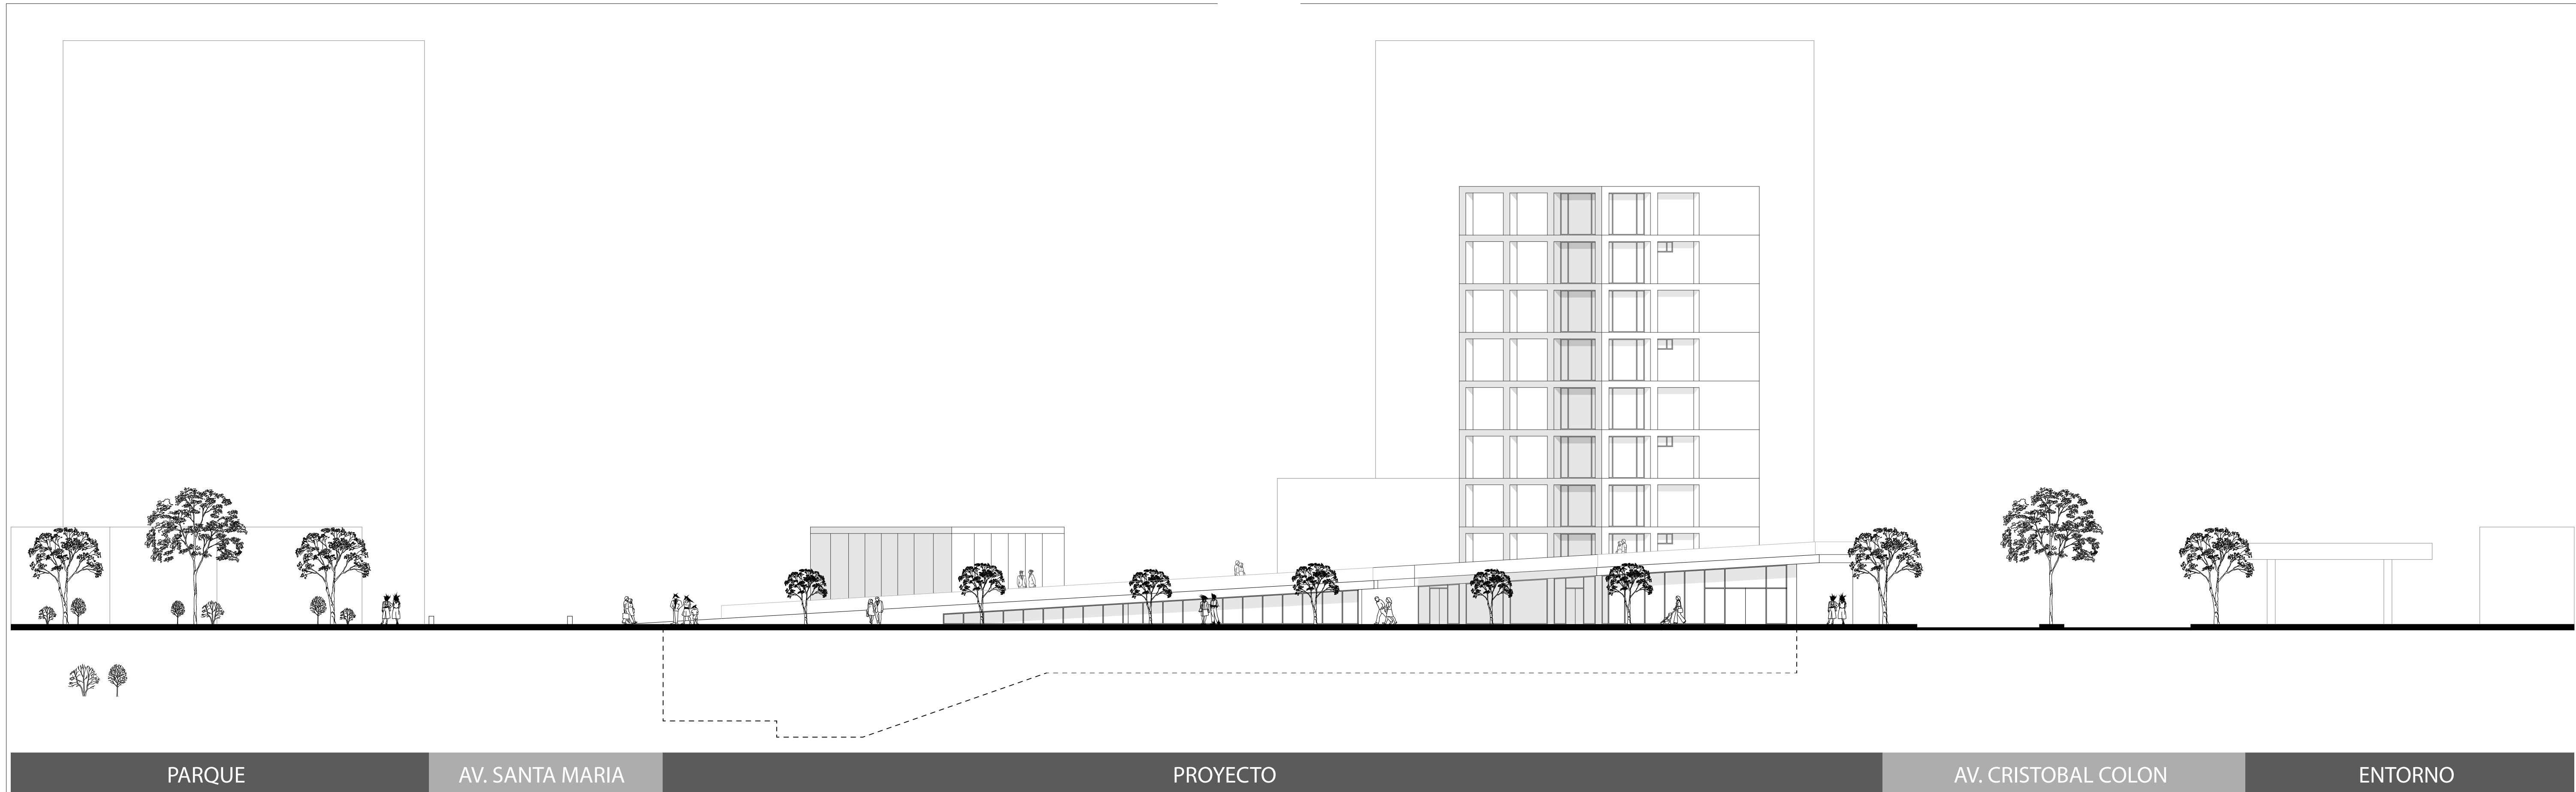 PARQUE
AV. SANTA MARIA
PROYECTO
AV. CRISTOBAL COLON
ENTORNO